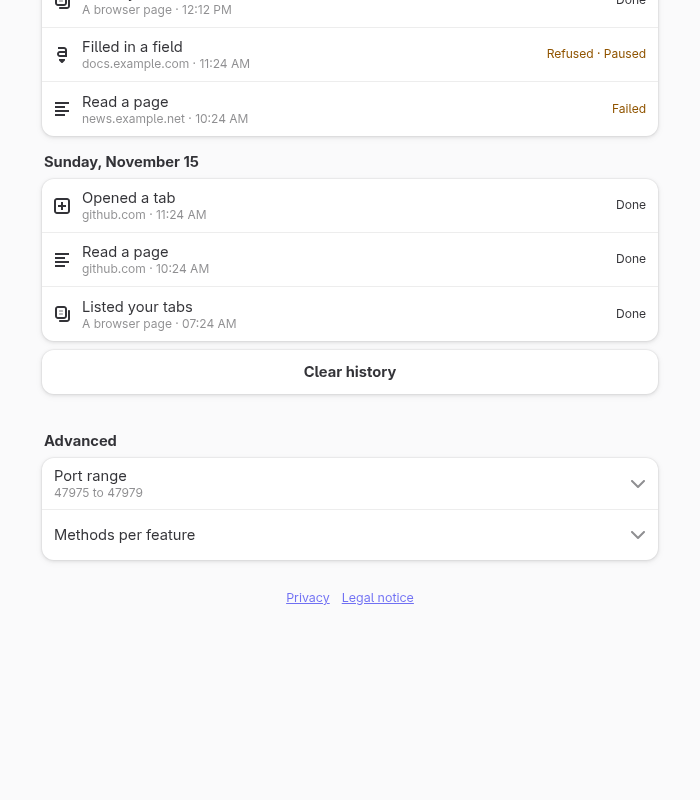 A browser page · 12:12 PM
Done
Filled in a field
docs.example.com · 11:24 AM
Refused · Paused
Read a page
news.example.net · 10:24 AM
Failed
Sunday, November 15
Opened a tab
github.com · 11:24 AM
Done
Read a page
github.com · 10:24 AM
Done
Listed your tabs
A browser page · 07:24 AM
Done
Clear history
Advanced
Port range
47975 to 47979
Methods per feature
Privacy Legal notice